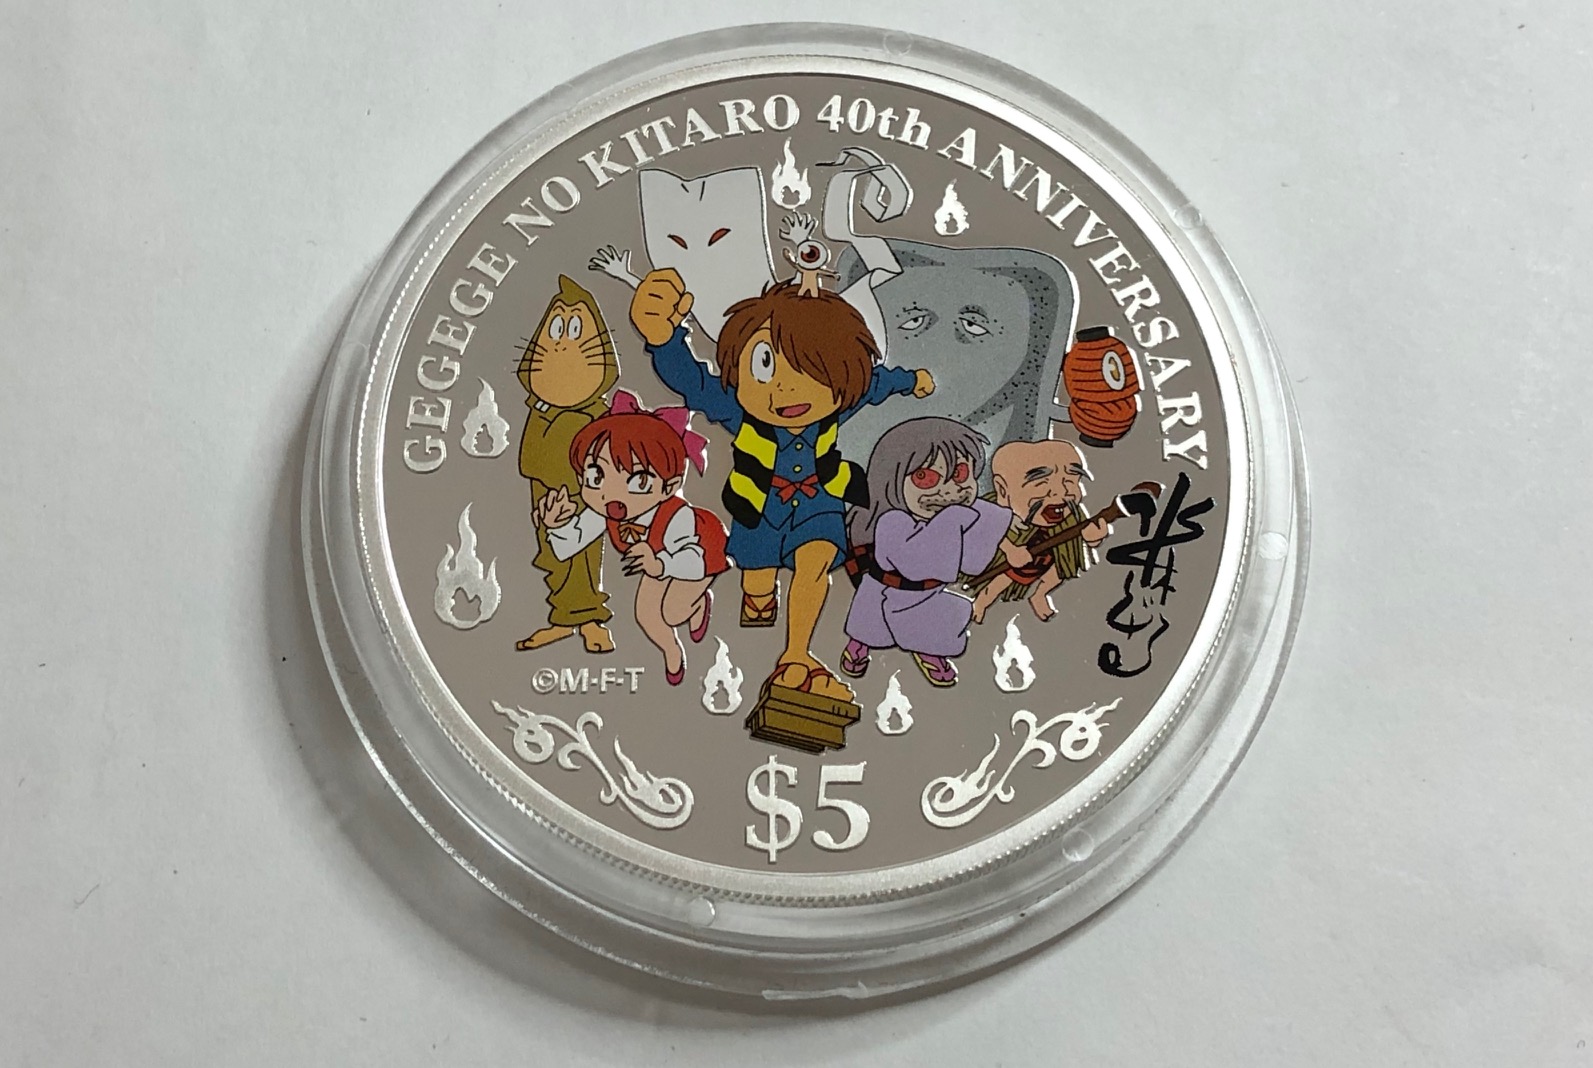 GEGEGE NO KITARO 40th ANNIVERSARY
©M-F-T
$5